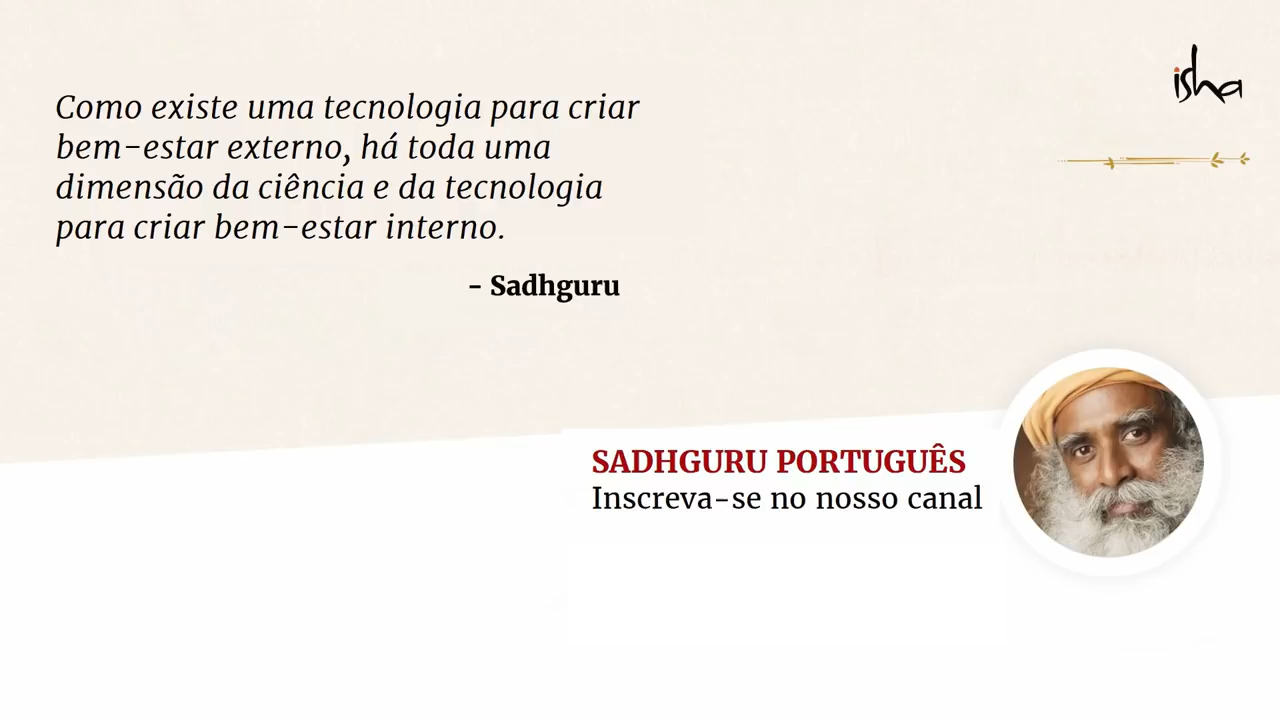 isha
Como existe uma tecnologia para criar
bem-estar externo, há toda uma
dimensão da ciência e da tecnologia
para criar bem-estar interno.
- Sadhguru
SADHGURU PORTUGUÊS
Inscreva-se no nosso canal